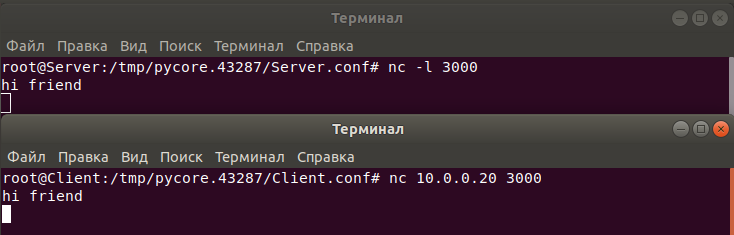 Терминал
Файл Правка Вид Поиск Терминал Справка
root@Server:/tmp/pycore.43287/Server.conf# nc -l 3000
hi friend
Терминал
Файл Правка Вид Поиск Терминал Справка
root@Client:/tmp/pycore.43287/Client.conf# nc 10.0.0.20 3000
hi friend